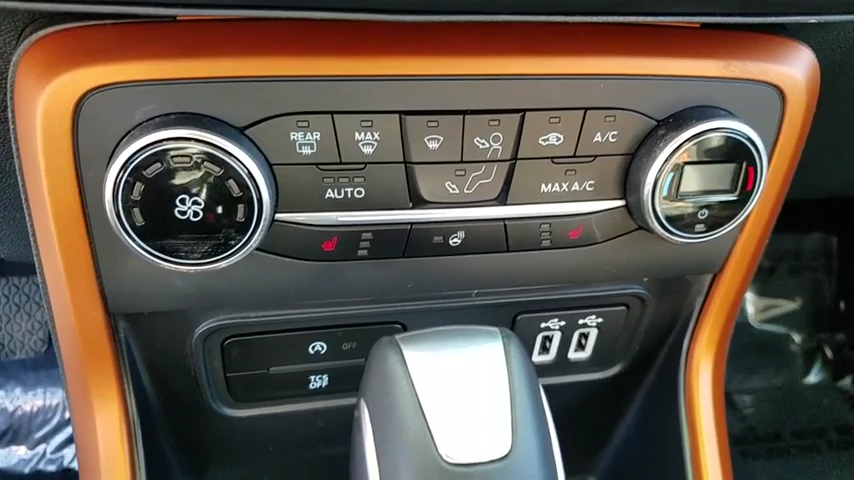 REAR
MAX
A/C
AUTO
MAX A/C
OFF
TCS
OFF